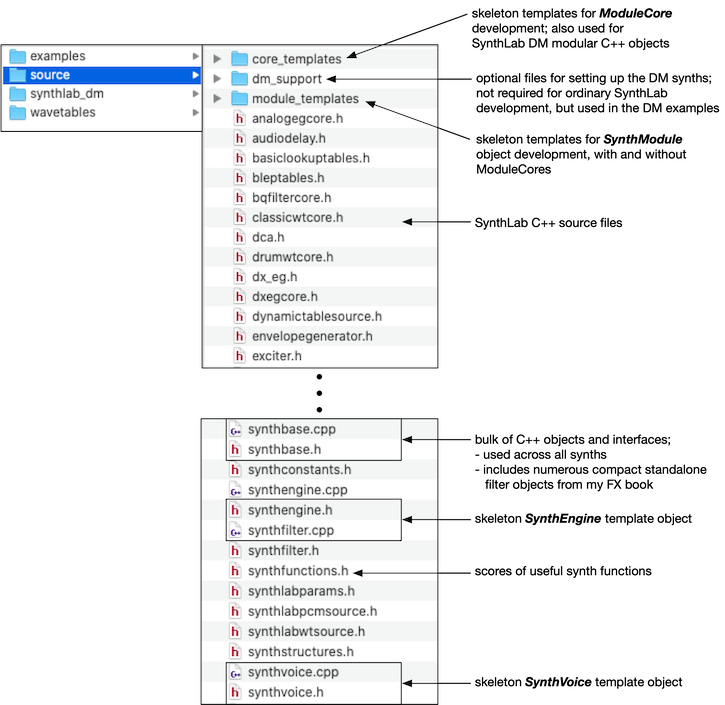 examples
source
synthlab_dm
wavetables
core_templates
dm_support
module_templates
analogegcore.h
audiodelay.h
basiclookuptables.h
bleptables.h
bqfiltercore.h
classicwtcore.h
dca.h
drumwtcore.h
dx_eg.h
dxegcore.h
dynamictablesource.h
envelopegenerator.h
exciter.h
skeleton templates for ModuleCore
development; also used for
SynthLab DM modular C++ objects
optional files for setting up the DM synths;
not required for ordinary SynthLab
development, but used in the DM examples
skeleton templates for SynthModule
object development, with and without
ModuleCores
SynthLab C++ source files
synthbase.cpp
synthbase.h
synthconstants.h
synthengine.cpp
synthengine.h
synthfilter.cpp
synthfilter.h
synthfunctions.h
synthlabparams.h
synthlabpcmsource.h
synthlabwtsource.h
synthstructures.h
synthvoice.cpp
synthvoice.h
bulk of C++ objects and interfaces;
- used across all synths
- includes numerous compact standalone
filter objects from my FX book
skeleton SynthEngine template object
scores of useful synth functions
skeleton SynthVoice template object